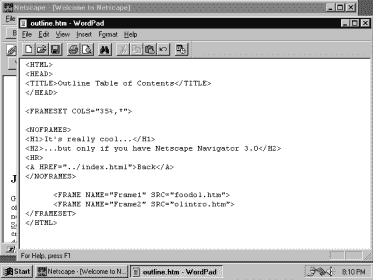 Netscape - [Welcome to Netscape]
File
outline.htm - WordPad
File Edit View Insert Format Help
<HTML>
<HEAD>
<TITLE>Outline Table of Contents</TITLE>
</HEAD>
<FRAMESET COLS="35%,*">
<NOFRAMES>
<H1>It's really cool...</H1>
<H2>...but only if you have Netscape Navigator 3.0</H2>
<HR>
<A HREF="../index.html">Back</A>
</NOFRAMES>
<FRAME NAME="Frame1" SRC="foodol.htm">
<FRAME NAME="Frame2" SRC="olintro.htm">
</FRAMESET>
</HTML>
For Help, press F1
Start Netscape - [Welcome to N... outline.htm - WordPad 8:10 PM